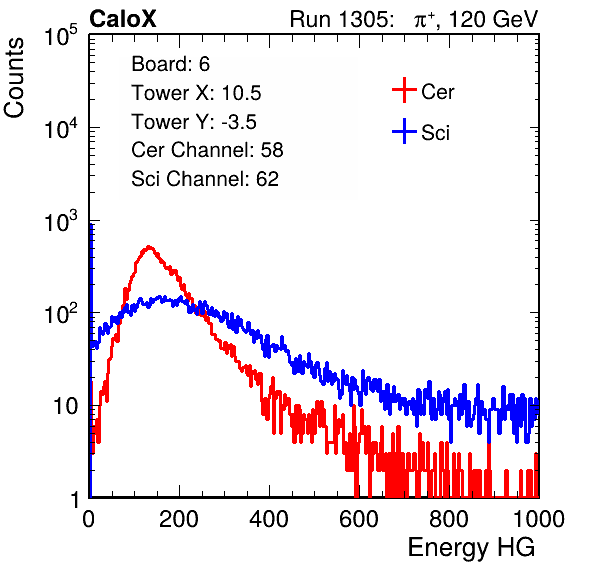 CaloX Run 1305: π⁺, 120 GeV
Board: 6
Tower X: 10.5
Tower Y: -3.5
Cer Channel: 58
Sci Channel: 62
Cer
Sci
Counts
10⁵
10⁴
10³
10²
10
1
0 200 400 600 800 1000
Energy HG